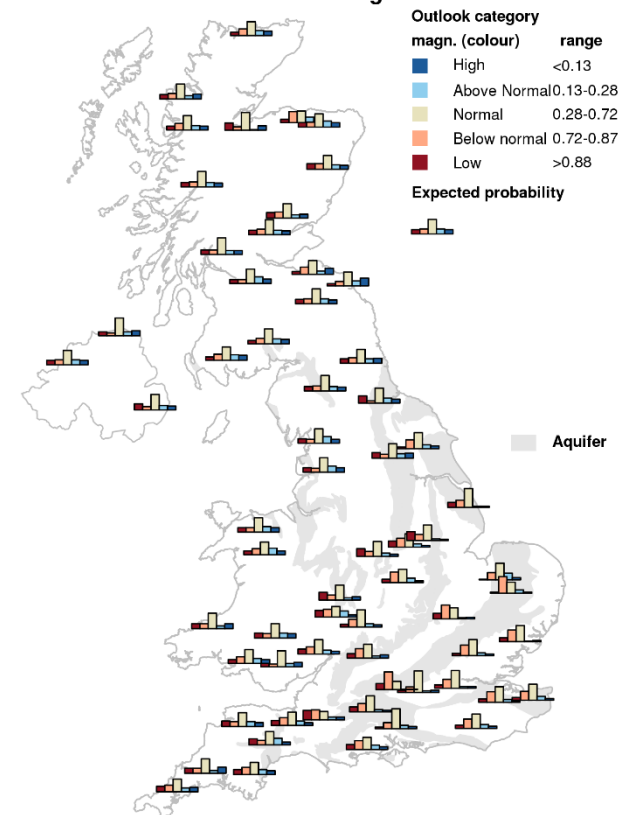 Outlook category
magn. (colour) range
High <0.13
Above Normal 0.13-0.28
Normal 0.28-0.72
Below normal 0.72-0.87
Low >0.88
Expected probability
Aquifer